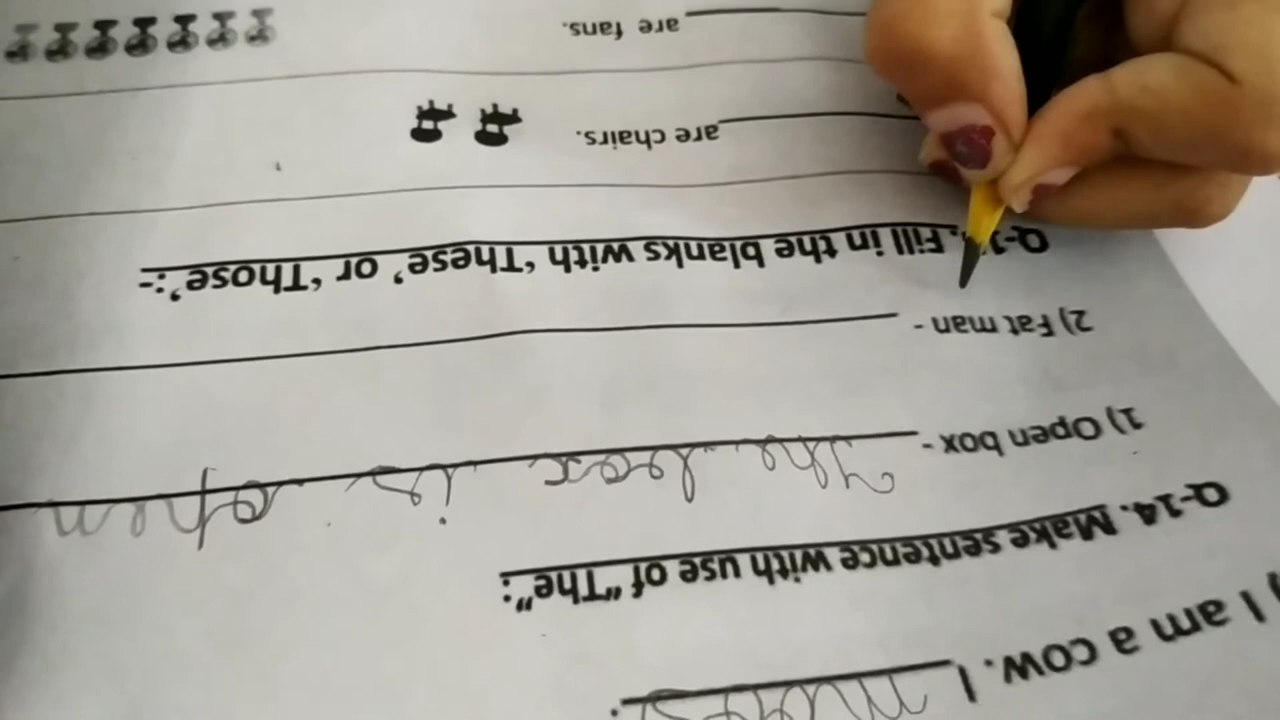 I am a cow. I moos.
Q-14. Make sentence with use of "The":
1) Open box - The box is open
2) Fat man -
Fill in the blanks with 'These' or 'Those':-
are chairs.
are fans.